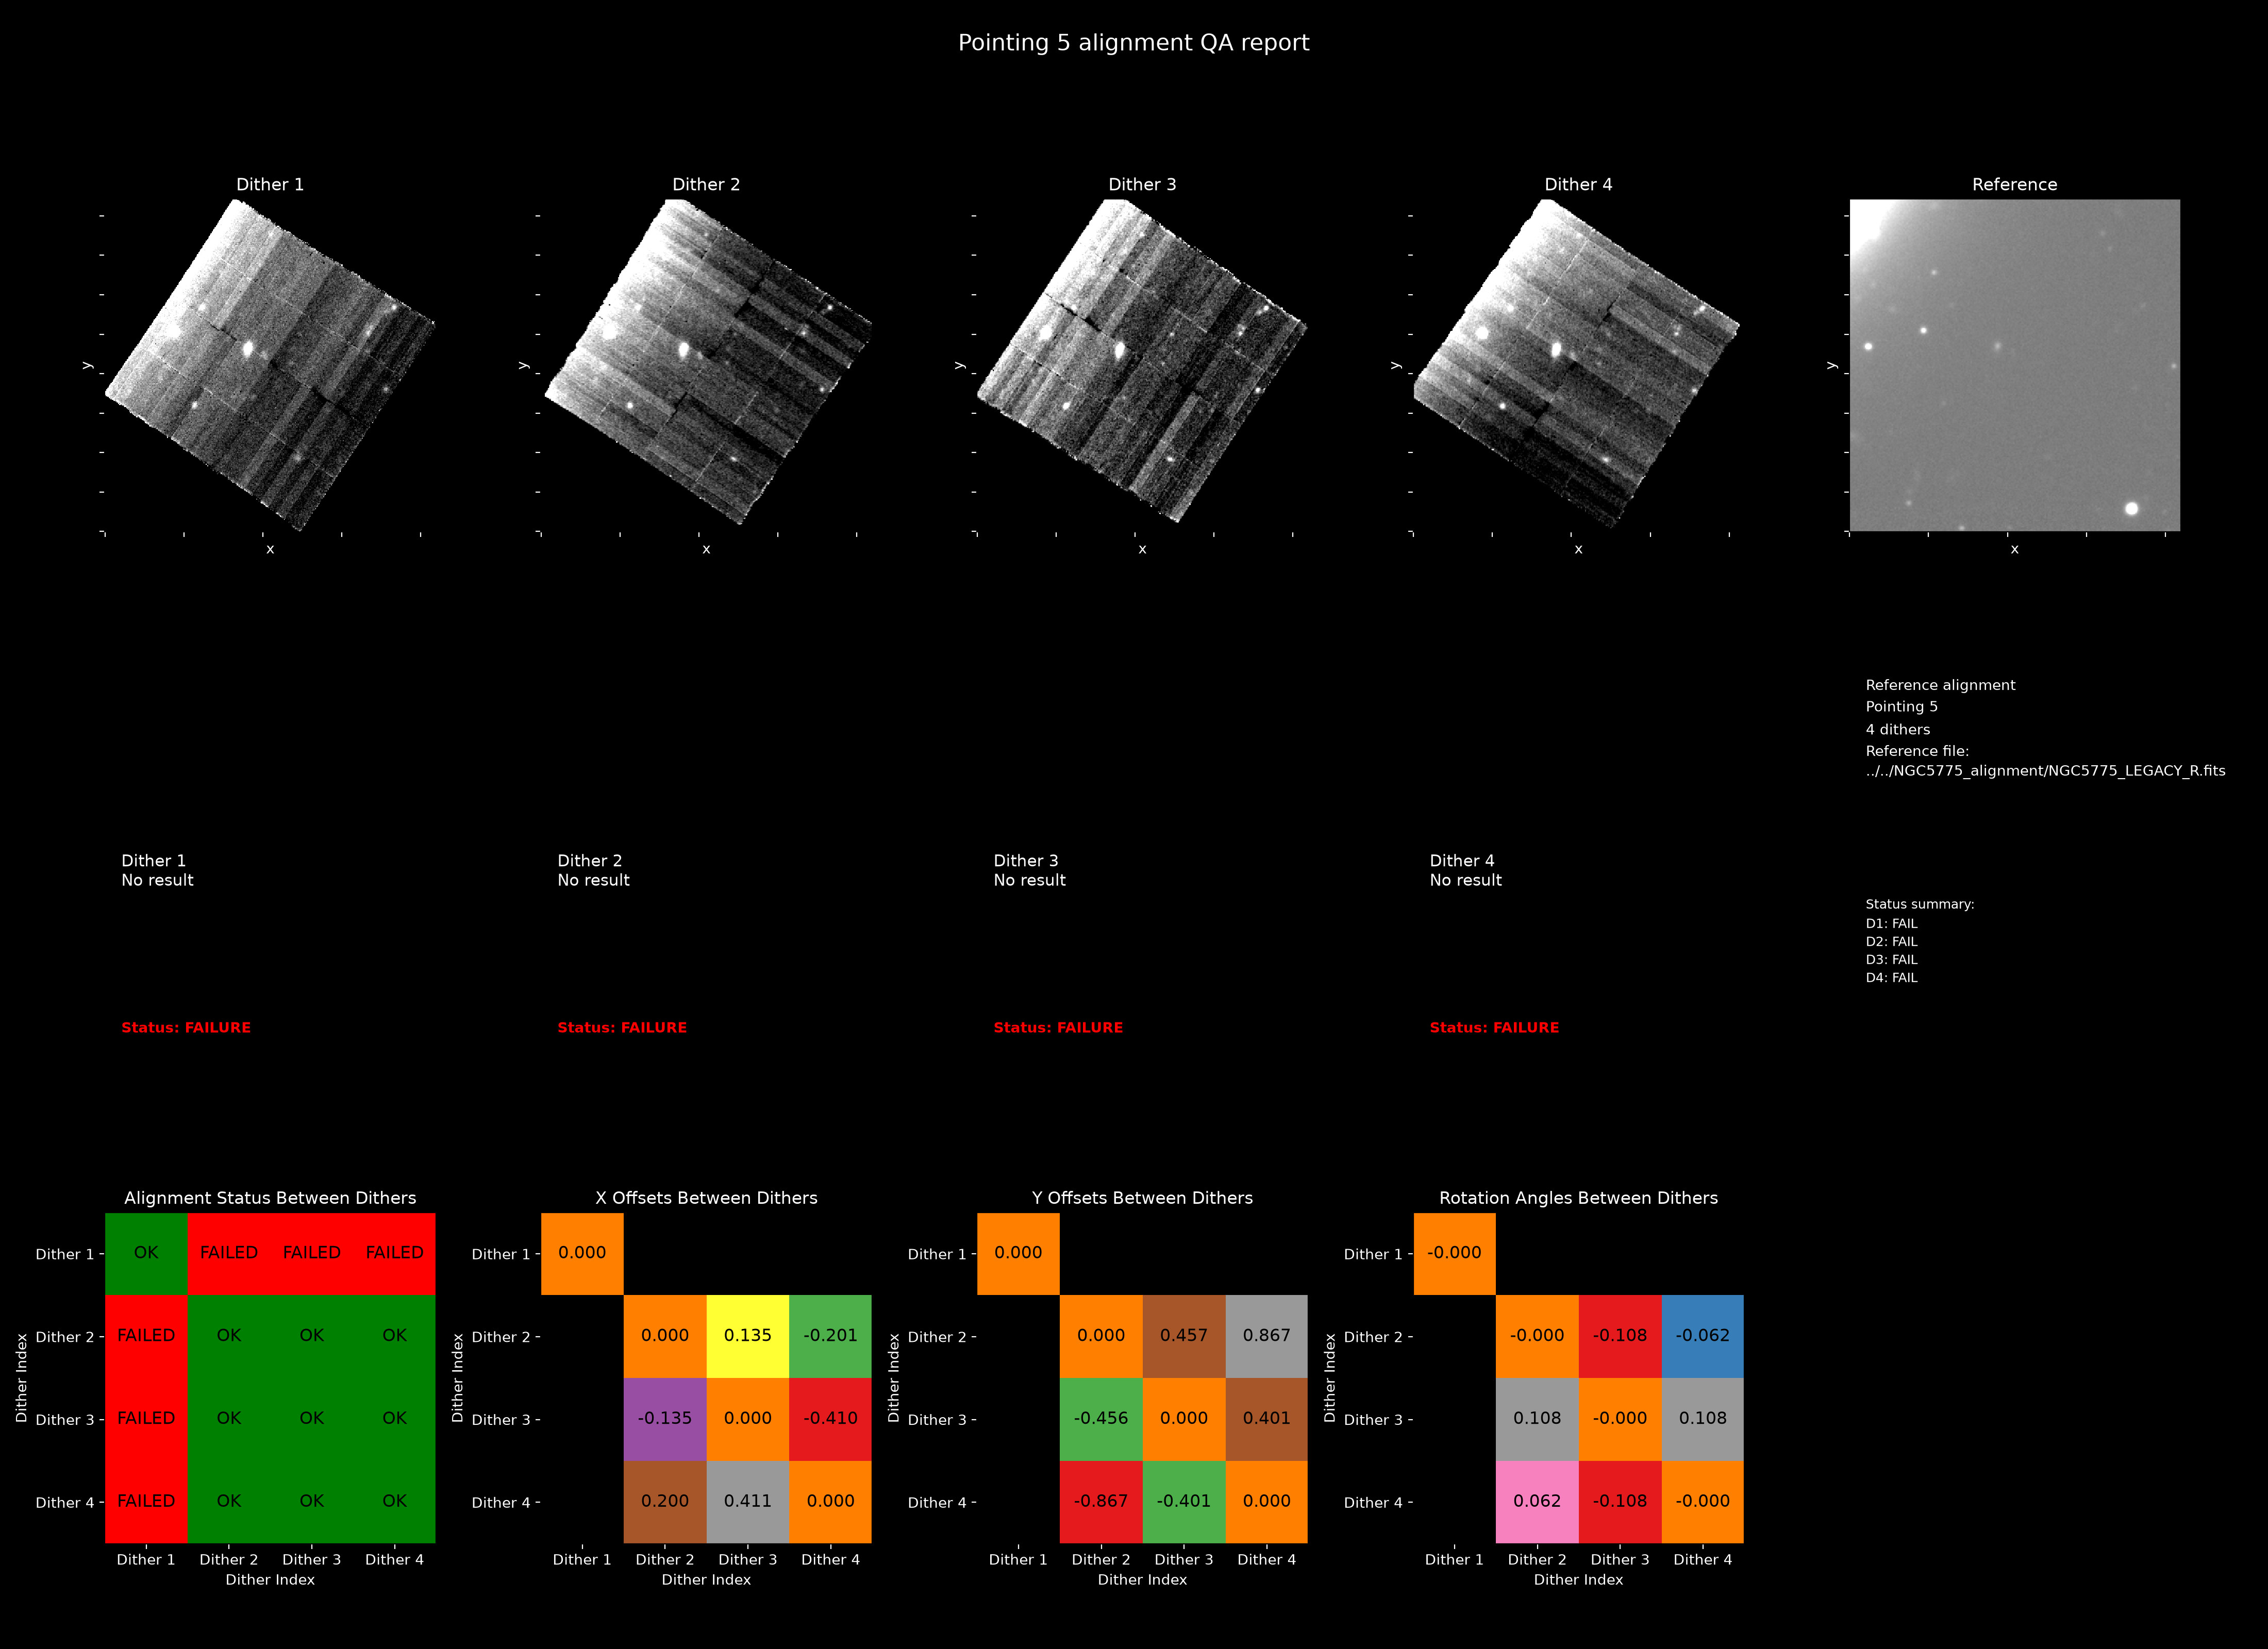 Pointing 5 alignment QA report
Dither 1
Dither 2
Dither 3
Dither 4
Reference
y
y
y
y
y
x
x
x
x
x
Reference alignment
Pointing 5
4 dithers
Reference file:
../../NGC5775_alignment/NGC5775_LEGACY_R.fits
Dither 1
No result
Dither 2
No result
Dither 3
No result
Dither 4
No result
Status summary:
D1: FAIL
D2: FAIL
D3: FAIL
D4: FAIL
Status: FAILURE
Status: FAILURE
Status: FAILURE
Status: FAILURE
Alignment Status Between Dithers
Dither Index
Dither 1 OK FAILED FAILED FAILED
Dither 2 FAILED OK OK OK
Dither 3 FAILED OK OK OK
Dither 4 FAILED OK OK OK
Dither 1 Dither 2 Dither 3 Dither 4
Dither Index
X Offsets Between Dithers
Dither Index
Dither 1 0.000
Dither 2 0.000 0.135 -0.201
Dither 3 -0.135 0.000 -0.410
Dither 4 0.200 0.411 0.000
Dither 1 Dither 2 Dither 3 Dither 4
Dither Index
Y Offsets Between Dithers
Dither Index
Dither 1 0.000
Dither 2 0.000 0.457 0.867
Dither 3 -0.456 0.000 0.401
Dither 4 -0.867 -0.401 0.000
Dither 1 Dither 2 Dither 3 Dither 4
Dither Index
Rotation Angles Between Dithers
Dither Index
Dither 1 -0.000
Dither 2 -0.000 -0.108 -0.062
Dither 3 0.108 -0.000 0.108
Dither 4 0.062 -0.108 -0.000
Dither 1 Dither 2 Dither 3 Dither 4
Dither Index